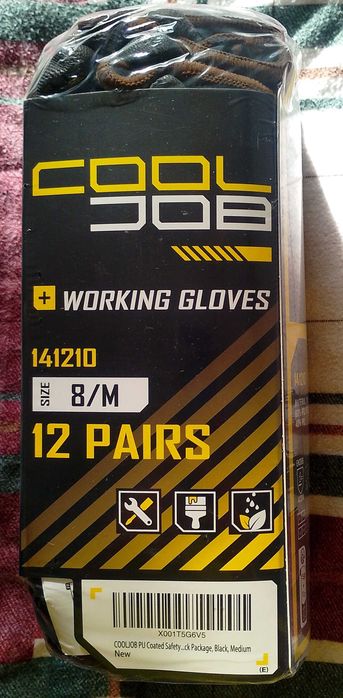 COOL
JOB
+ WORKING GLOVES
141210
SIZE 8/M
12 PAIRS
X001T5G6V5
COOLJOB PU Coated Safety...ck Package, Black, Medium
New
(E)